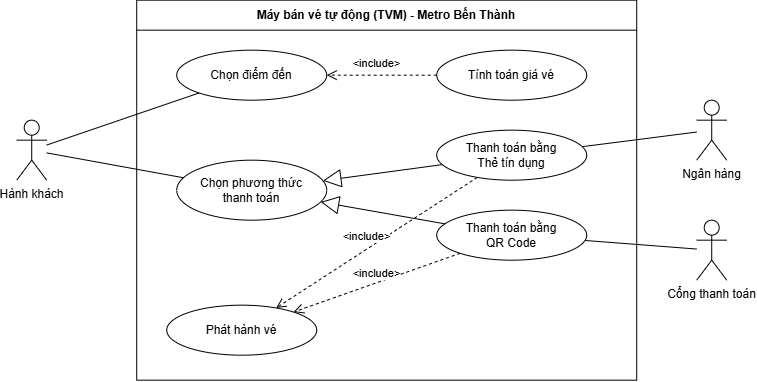 Máy bán vé tự động (TVM) - Metro Bến Thành
Chọn điểm đến
<include>
Tính toán giá vé
Hành khách
Chọn phương thức
thanh toán
Thanh toán bằng
Thẻ tín dụng
Ngân hàng
Thanh toán bằng
QR Code
<include>
<include>
Cổng thanh toán
Phát hành vé